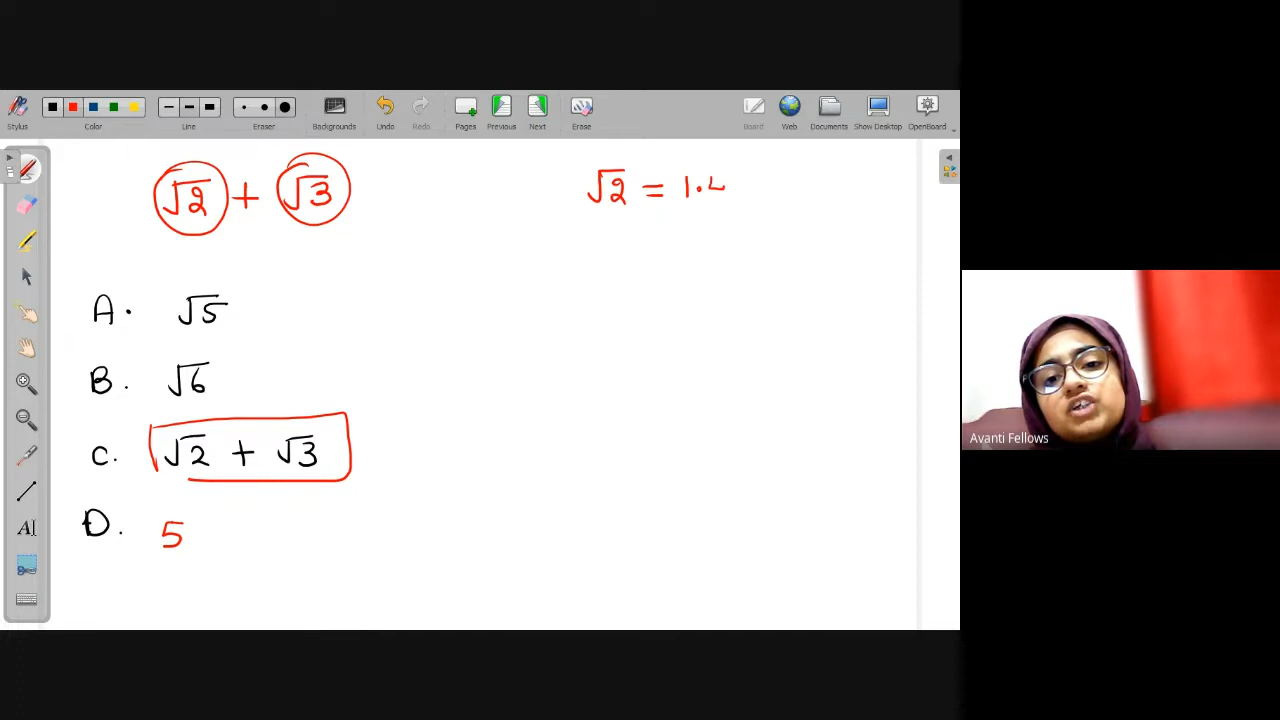 Stylus
Color
Line
Eraser
Backgrounds
Undo
Redo
Pages
Previous
Next
Erase
Board
Web
Documents
Show Desktop
OpenBoard
√2 + √3
√2 = 1.4
A. √5
B. √6
C. √2 + √3
D. 5
AI
Avanti Fellows